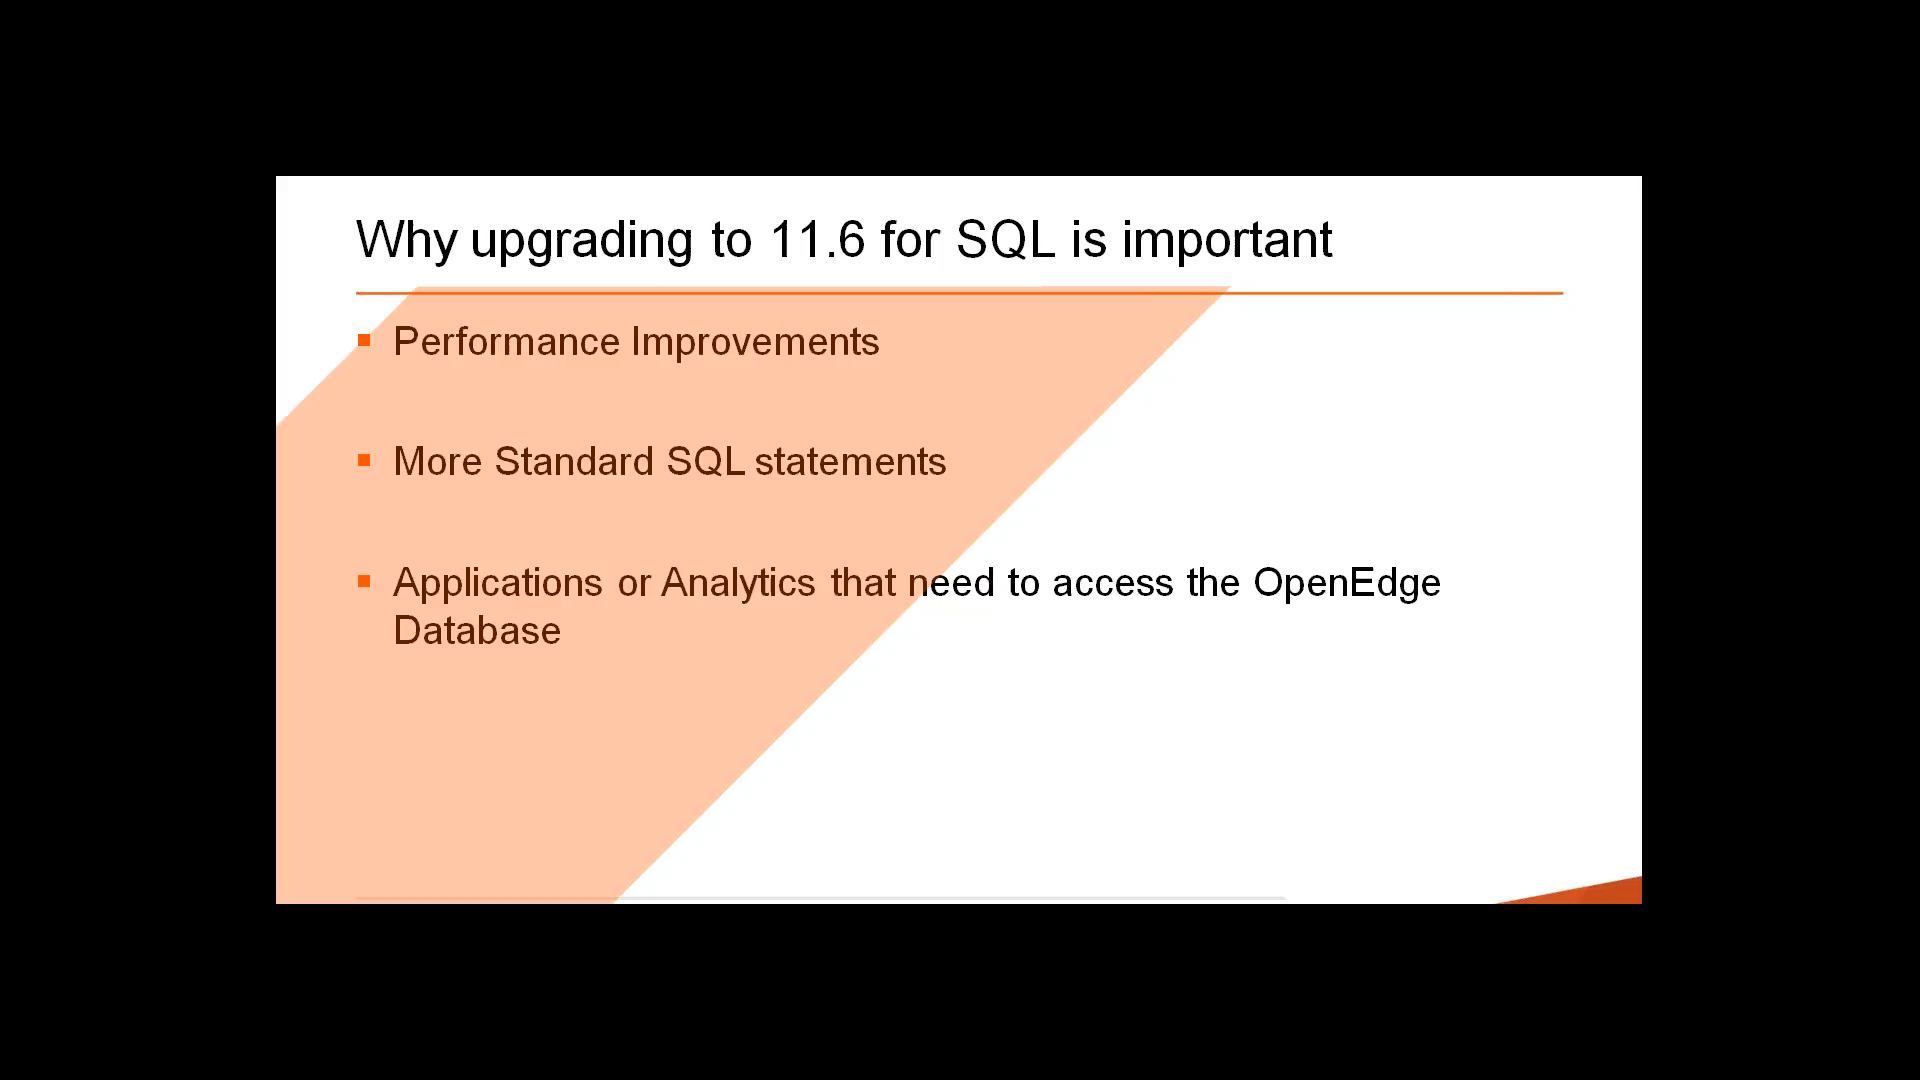 Why upgrading to 11.6 for SQL is important
Performance Improvements
More Standard SQL statements
Applications or Analytics that need to access the OpenEdge
Database